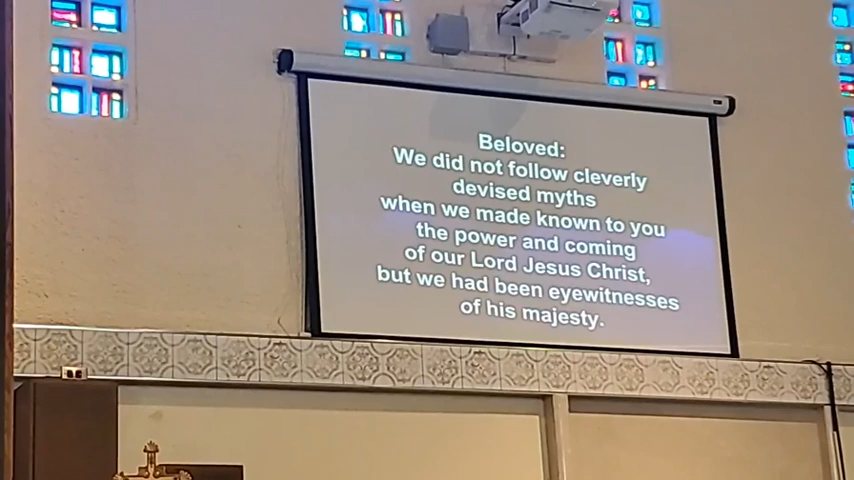 Beloved:
We did not follow cleverly
devised myths
when we made known to you
the power and coming
of our Lord Jesus Christ,
but we had been eyewitnesses
of his majesty.